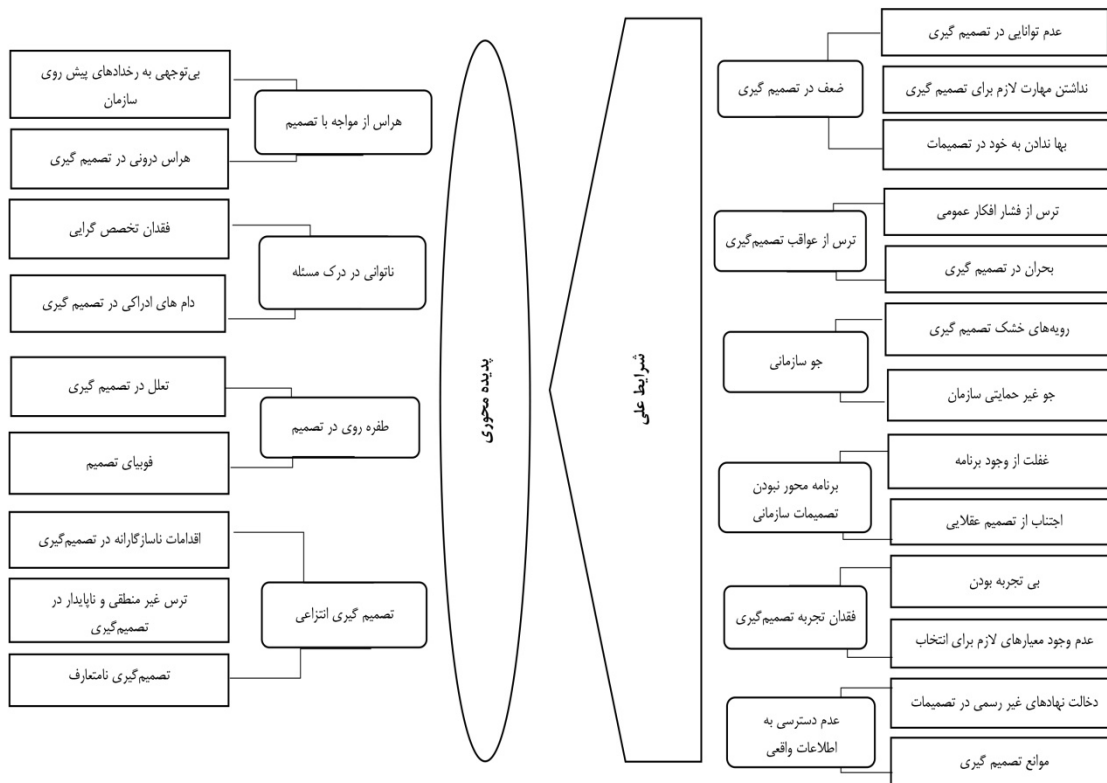 عدم توانایی در تصمیم گیری
نداشتن مهارت لازم برای تصمیم گیری
بها ندادن به خود در تصمیمات
ضعف در تصمیم گیری
ترس از فشار افکار عمومی
بحران در تصمیم گیری
ترس از عواقب تصمیم‌گیری
رویه‌های خشک تصمیم گیری
جو غیر حمایتی سازمان
جو سازمانی
غفلت از وجود برنامه
اجتناب از تصمیم عقلایی
برنامه محور نبودن
تصمیمات سازمانی
بی تجربه بودن
عدم وجود معیارهای لازم برای انتخاب
فقدان تجربه تصمیم‌گیری
دخالت نهادهای غیر رسمی در تصمیمات
موانع تصمیم گیری
عدم دسترسی به
اطلاعات واقعی
شرایط علی
پدیده محوری
هراس از مواجه با تصمیم
بی‌توجهی به رخدادهای پیش روی
سازمان
هراس درونی در تصمیم گیری
ناتوانی در درک مسئله
فقدان تخصص گرایی
دام های ادراکی در تصمیم گیری
طفره روی در تصمیم
تعلل در تصمیم گیری
فوبیای تصمیم
تصمیم گیری انتزاعی
اقدامات ناسازگارانه در تصمیم‌گیری
ترس غیر منطقی و ناپایدار در
تصمیم‌گیری
تصمیم‌گیری نامتعارف